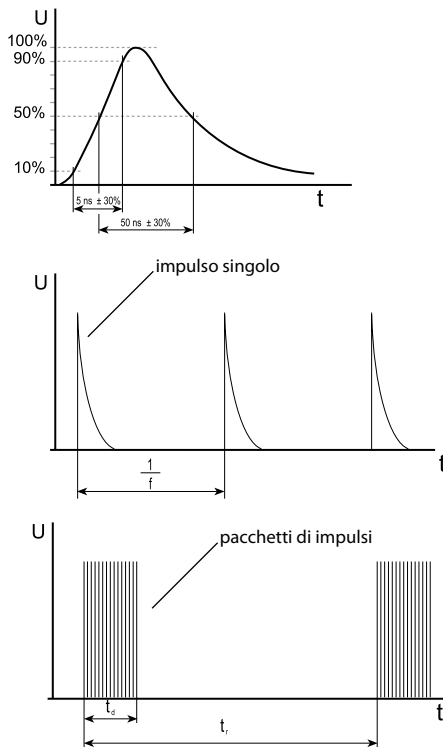 U
100%
90%
50%
10%
t
5 ns ± 30%
50 ns ± 30%
U
impulso singolo
t
1
f
U
pacchetti di impulsi
t
td
tr